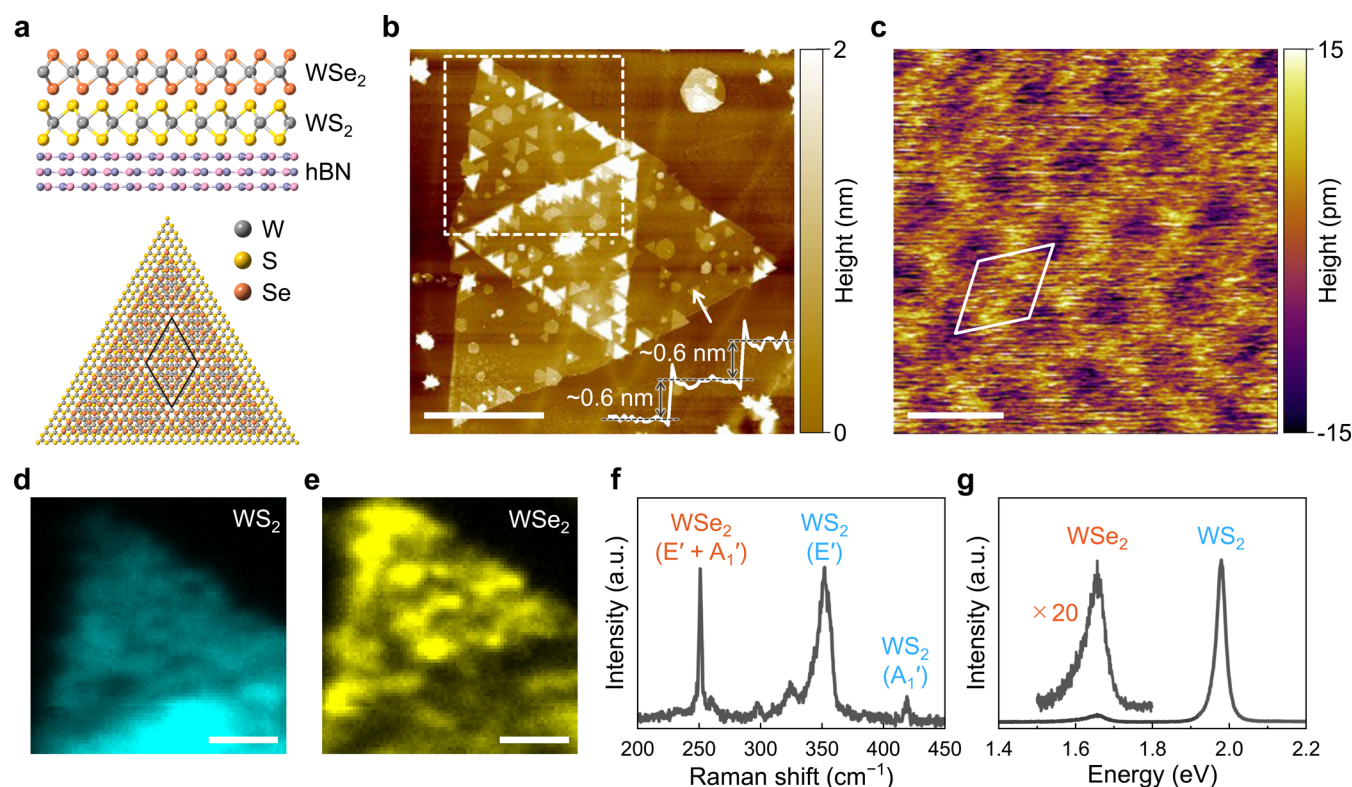 a
WSe₂
WS₂
hBN
W
S
Se
b
2
Height (nm)
0
~0.6 nm
~0.6 nm
c
15
Height (pm)
-15
d
WS₂
e
WSe₂
f
Intensity (a.u.)
WSe₂
(E′ + A₁′)
WS₂
(E′)
WS₂
(A₁′)
200 250 300 350 400 450
Raman shift (cm⁻¹)
g
Intensity (a.u.)
WSe₂
WS₂
×20
1.4 1.6 1.8 2.0 2.2
Energy (eV)